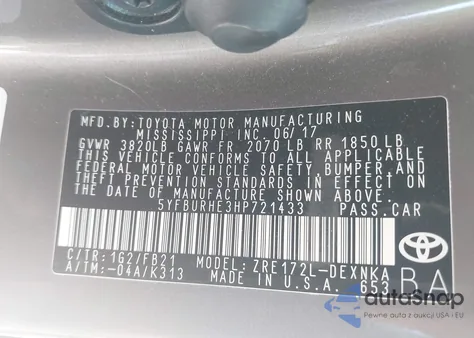 MFD.BY:TOYOTA MOTOR MANUFACTURING
MISSISSIPPI INC. 06/17
GVWR 3820LB GAWR FR 2070 LB RR 1850LB
THIS VEHICLE CONFORMS TO ALL APPLICABLE
FEDERAL MOTOR VEHICLE SAFETY,BUMPER,AND
THEFT PREVENTION STANDARDS IN EFFECT ON
THE DATE OF MANUFACTURE SHOWN ABOVE.
5YFBURHE3HP721433 PASS.CAR
C/TR:1G2/FB21 MODEL:ZRE172L-DEXNKA
A/TM:-04A/K313 MADE IN U.S.A. 653
TOYOTA
BA
autoSnap
Pewne auta z aukcji USA i EU